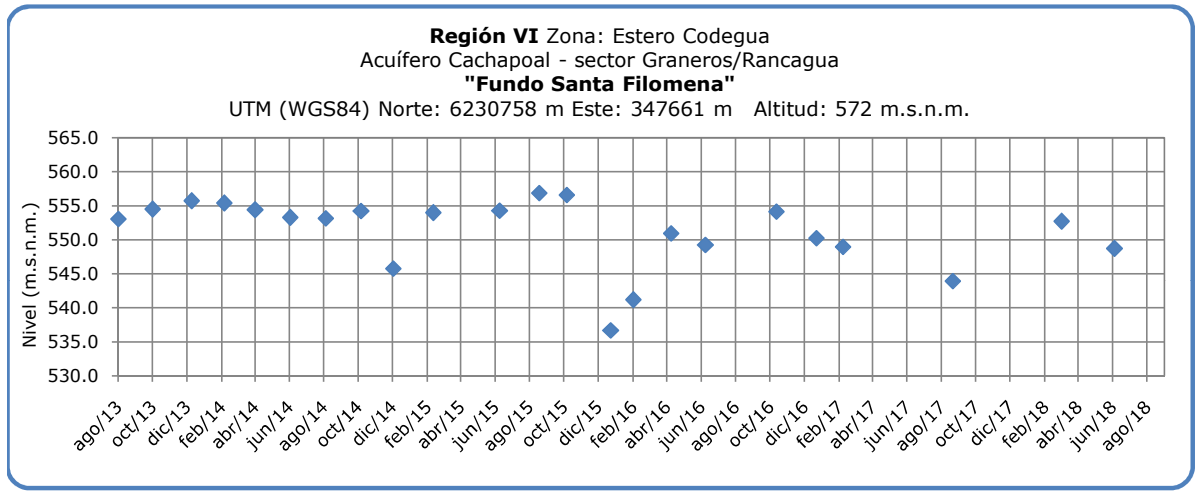 Región VI Zona: Estero Codegua
Acuífero Cachapoal - sector Graneros/Rancagua
"Fundo Santa Filomena"
UTM (WGS84) Norte: 6230758 m Este: 347661 m Altitud: 572 m.s.n.m.
Nivel (m.s.n.m.)
565.0
560.0
555.0
550.0
545.0
540.0
535.0
530.0
ago/13
oct/13
dic/13
feb/14
abr/14
jun/14
ago/14
oct/14
dic/14
feb/15
abr/15
jun/15
ago/15
oct/15
dic/15
feb/16
abr/16
jun/16
ago/16
oct/16
dic/16
feb/17
abr/17
jun/17
ago/17
oct/17
dic/17
feb/18
abr/18
jun/18
ago/18